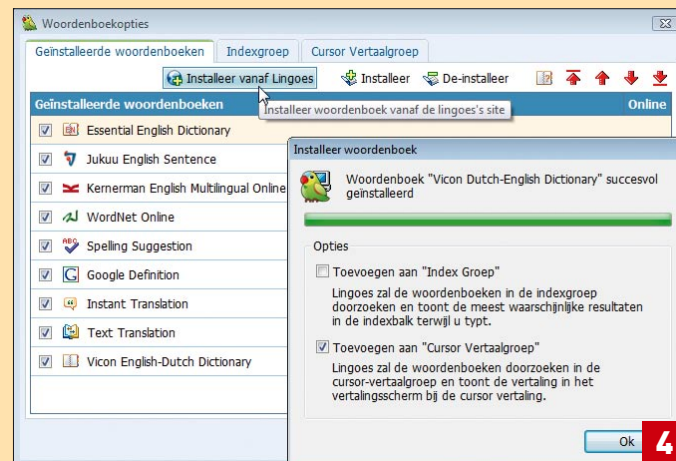 Woordenboekopties
Geïnstalleerde woordenboeken Indexgroep Cursor Vertaalgroep
Installeer vanaf Lingoes Installeer De-installeer
Geïnstalleerde woordenboeken Online
Installeer woordenboek vanaf de lingoes's site
Essential English Dictionary
Jukuu English Sentence
Kernerman English Multilingual Online
WordNet Online
ABC Spelling Suggestion
G Google Definition
Instant Translation
Text Translation
Vicon English-Dutch Dictionary
Installeer woordenboek
Woordenboek "Vicon Dutch-English Dictionary" succesvol
geïnstalleerd
Opties
Toevoegen aan "Index Groep"
Lingoes zal de woordenboeken in de indexgroep
doorzoeken en toont de meest waarschijnlijke resultaten
in de indexbalk terwijl u typt.
Toevoegen aan "Cursor Vertaalgroep"
Lingoes zal de woordenboeken doorzoeken in de
cursor-vertaalgroep en toont de vertaling in het
vertalingsscherm bij de cursor vertaling.
Ok
4